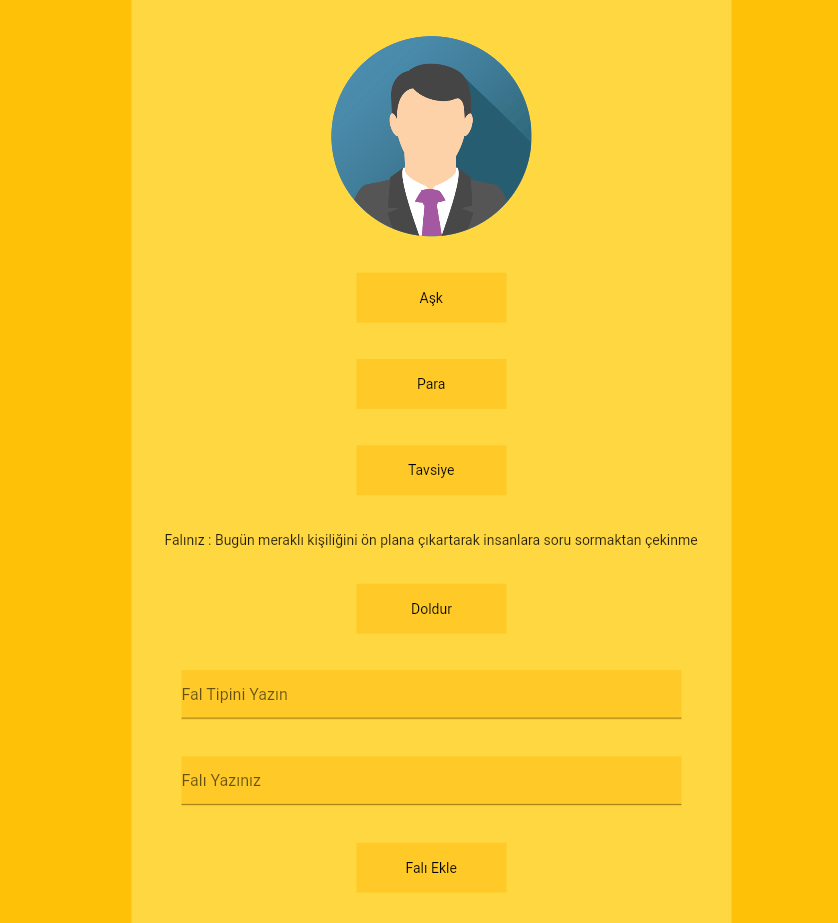 Aşk
Para
Tavsiye
Falınız : Bugün meraklı kişiliğini ön plana çıkartarak insanlara soru sormaktan çekinme
Doldur
Fal Tipini Yazın
Falı Yazınız
Falı Ekle